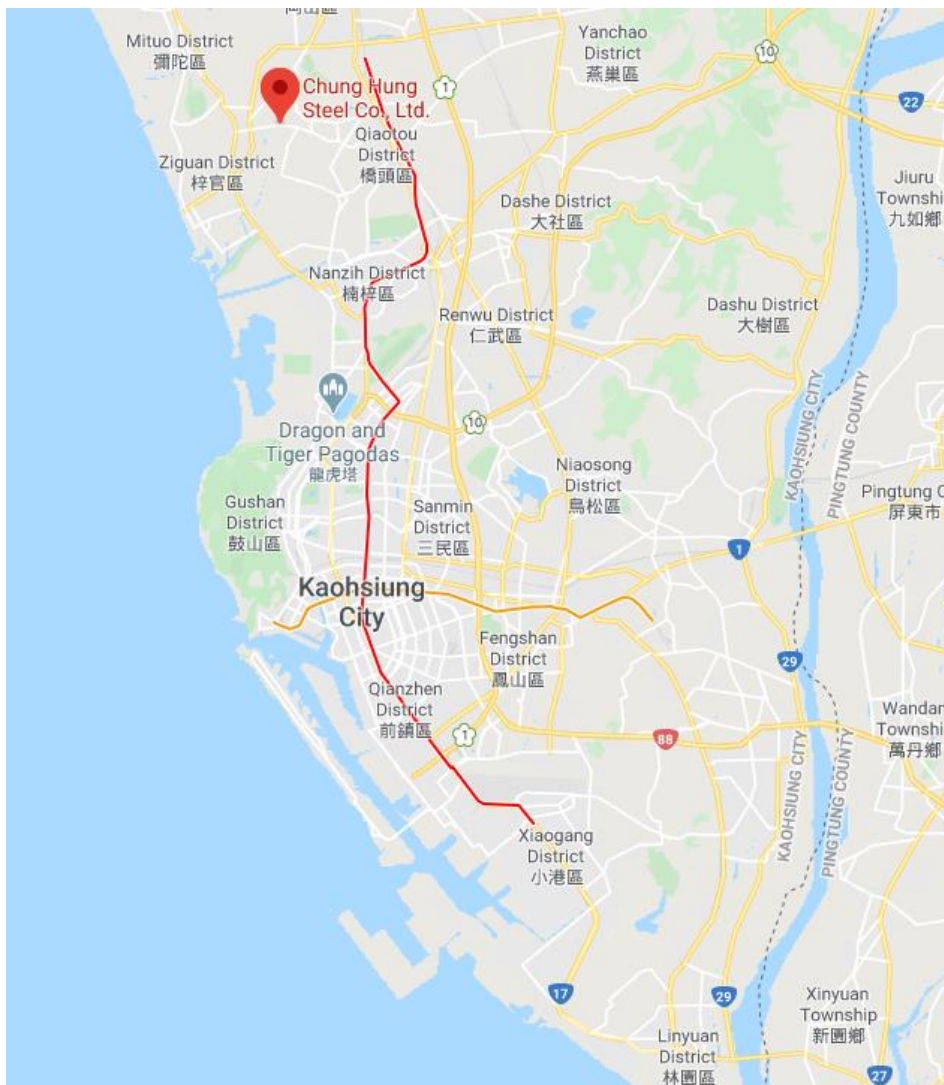 岡山區
Mituo District
彌陀區
Yanchao
District
燕巢區
10
1
22
Chung Hung
Steel Co., Ltd.
Qiaotou
District
橋頭區
Ziguan District
梓官區
Jiuru
Township
九如鄉
Dashe District
大社區
Nanzih District
楠梓區
Renwu District
仁武區
Dashu District
大樹區
KAOHSIUNG CITY
PINGTUNG COUNTY
10
Dragon and
Tiger Pagodas
龍虎塔
Niaosong
District
鳥松區
Pingtung C
屏東市
Gushan
District
鼓山區
Sanmin
District
三民區
1
Kaohsiung
City
Fengshan
District
鳳山區
29
Qianzhen
District
前鎮區
Wandan
Township
萬丹鄉
1
88
KAOHSIUNG CITY
PINGTUNG COUNTY
Xiaogang
District
小港區
17
29
Xinyuan
Township
新園鄉
Linyuan
District
林園區
27